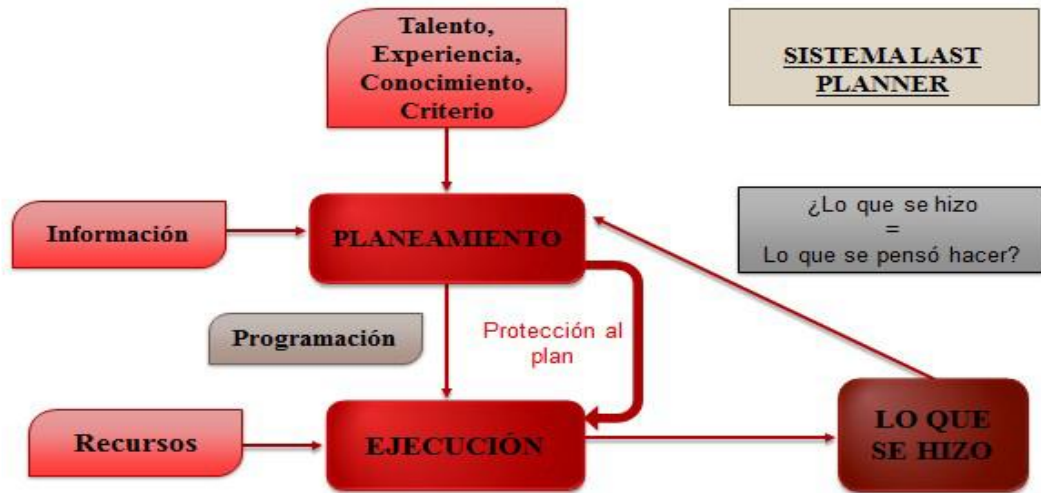 Talento,
Experiencia,
Conocimiento,
Criterio
SISTEMA LAST
PLANNER
Información
PLANEAMIENTO
¿Lo que se hizo
=
Lo que se pensó hacer?
Programación
Protección al
plan
Recursos
EJECUCIÓN
LO QUE
SE HIZO